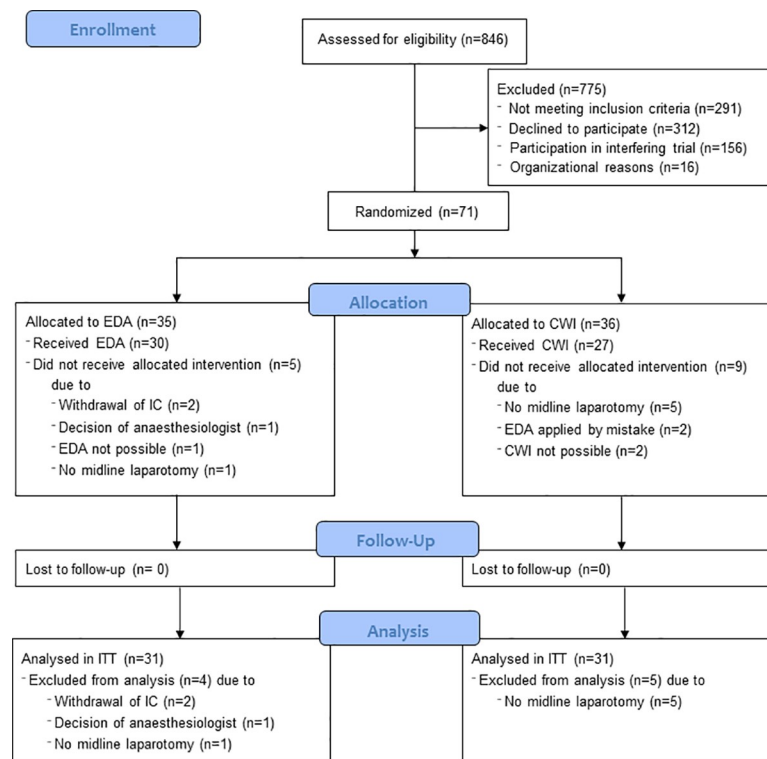 Enrollment
Assessed for eligibility (n=846)
Excluded (n=775)
- Not meeting inclusion criteria (n=291)
- Declined to participate (n=312)
- Participation in interfering trial (n=156)
- Organizational reasons (n=16)
Randomized (n=71)
Allocation
Allocated to EDA (n=35)
- Received EDA (n=30)
- Did not receive allocated intervention (n=5)
due to
- Withdrawal of IC (n=2)
- Decision of anaesthesiologist (n=1)
- EDA not possible (n=1)
- No midline laparotomy (n=1)
Allocated to CWI (n=36)
- Received CWI (n=27)
- Did not receive allocated intervention (n=9)
due to
- No midline laparotomy (n=5)
- EDA applied by mistake (n=2)
- CWI not possible (n=2)
Follow-Up
Lost to follow-up (n= 0)
Lost to follow-up (n=0)
Analysis
Analysed in ITT (n=31)
- Excluded from analysis (n=4) due to
- Withdrawal of IC (n=2)
- Decision of anaesthesiologist (n=1)
- No midline laparotomy (n=1)
Analysed in ITT (n=31)
- Excluded from analysis (n=5) due to
- No midline laparotomy (n=5)